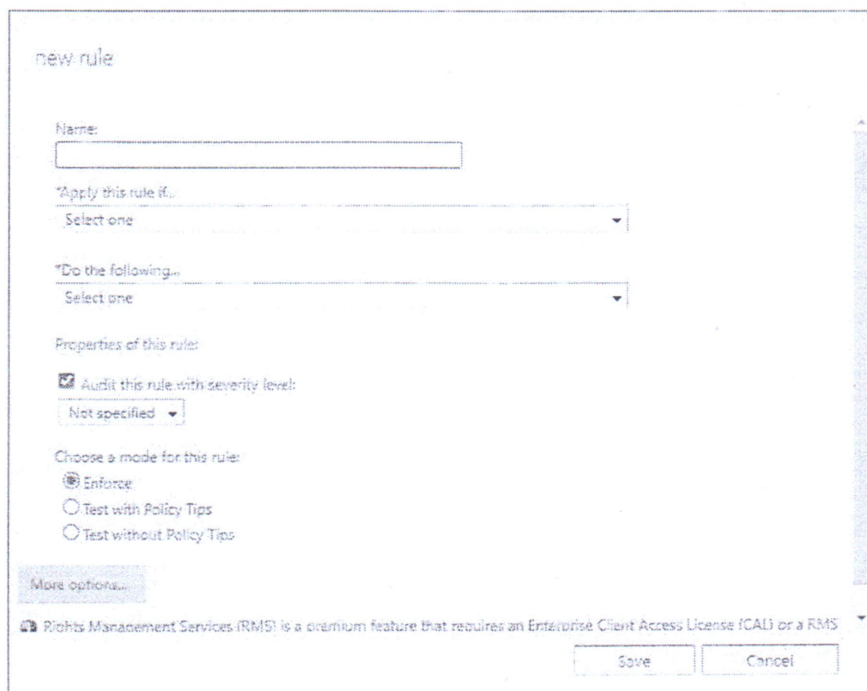 new rule
Name:
*Apply this rule if...
Select one
*Do the following...
Select one
Properties of this rule:
Audit this rule with severity level:
Not specified
Choose a mode for this rule:
Enforce
Test with Policy Tips
Test without Policy Tips
More options...
Rights Management Services (RMS) is a premium feature that requires an Enterprise Client Access License (CAL) or a RMS
Save
Cancel